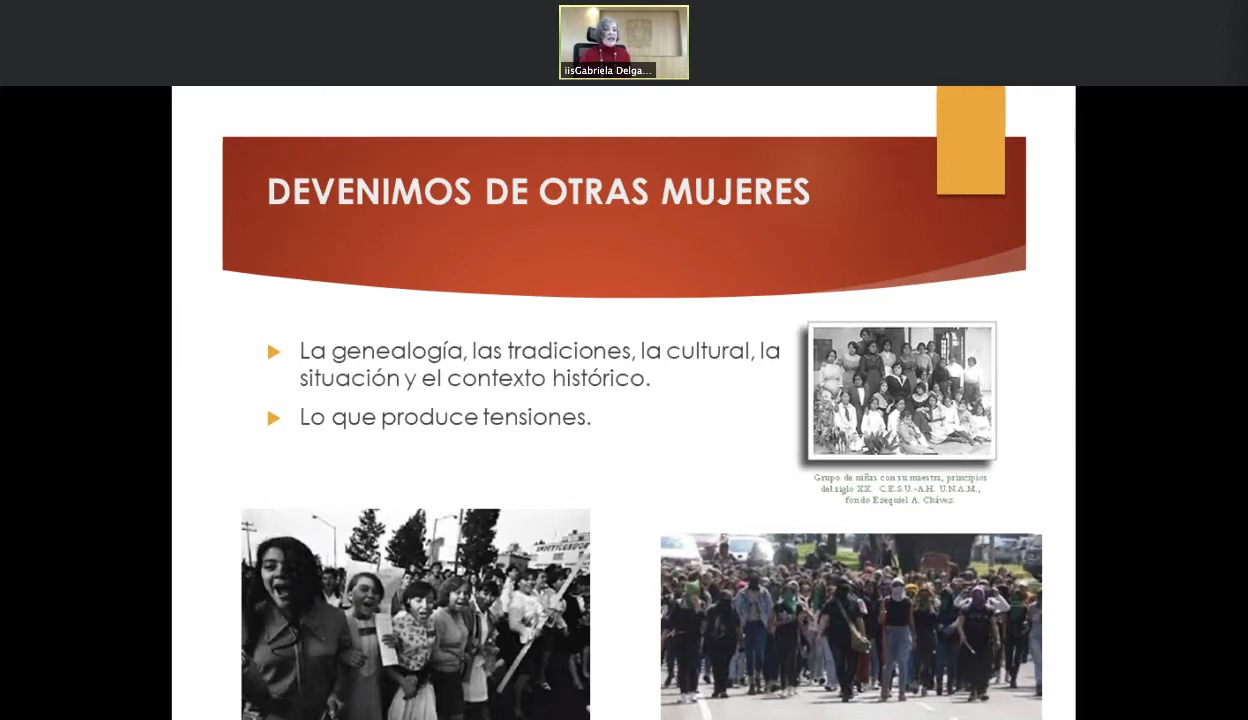 iisGabriela Delga...
DEVENIMOS DE OTRAS MUJERES
La genealogía, las tradiciones, la cultural, la
situación y el contexto histórico.
Lo que produce tensiones.
Grupo de niñas con su maestra, principios
del siglo XX. C.E.S.U.-A.H. U.N.A.M.,
fondo Ezequiel A. Chávez.